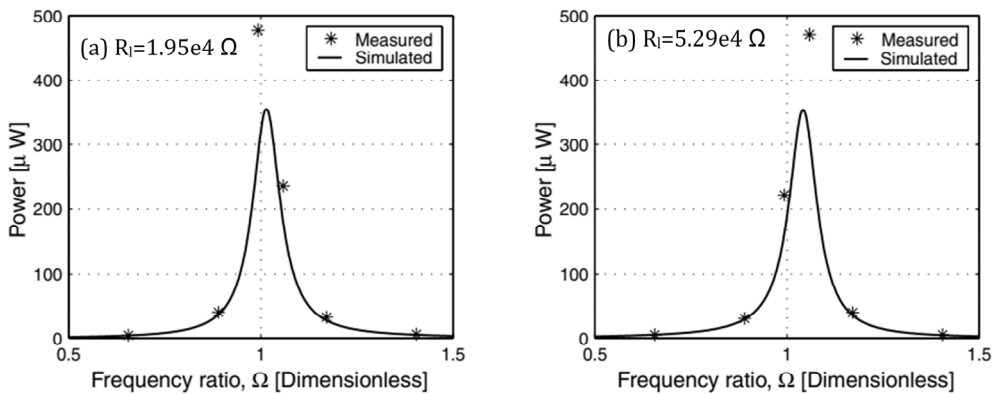 (a) Rl=1.95e4 Ω
Measured
Simulated
Power [μ W]
500
400
300
200
100
0
0.5
1
1.5
Frequency ratio, Ω [Dimensionless]
(b) Rl=5.29e4 Ω
Measured
Simulated
Power [μ W]
500
400
300
200
100
0
0.5
1
1.5
Frequency ratio, Ω [Dimensionless]